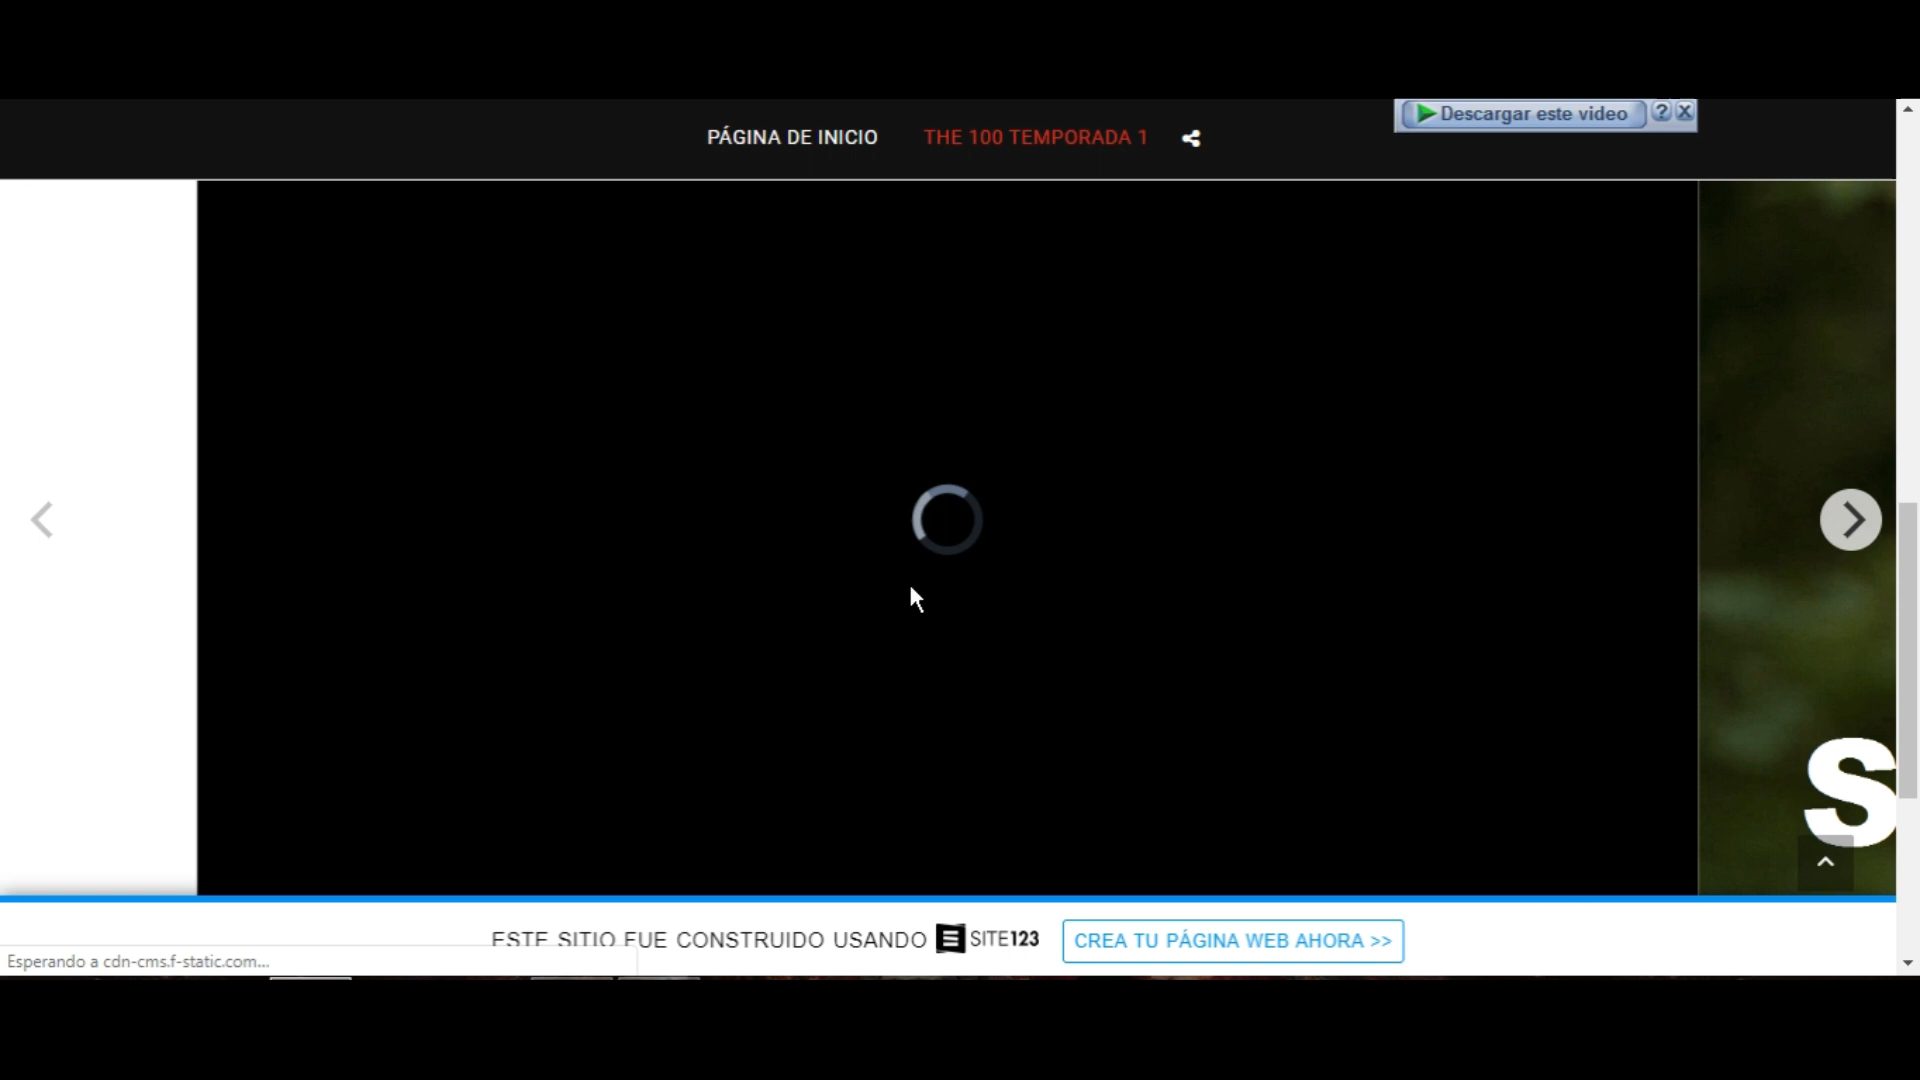 Descargar este video
PÁGINA DE INICIO THE 100 TEMPORADA 1
S
ESTE SITIO FUE CONSTRUIDO USANDO SITE123 CREA TU PÁGINA WEB AHORA >>
Esperando a cdn-cms.f-static.com...